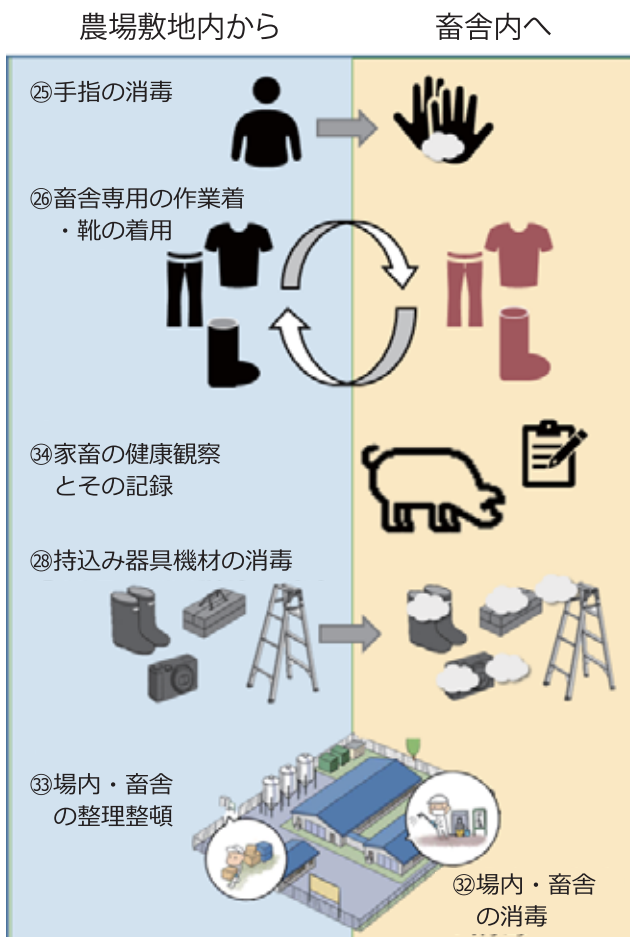 農場敷地内から
畜舎内へ
㉕手指の消毒
㉖畜舎専用の作業着
・靴の着用
㉞家畜の健康観察
とその記録
㉘持込み器具機材の消毒
㉝場内・畜舎
の整理整頓
㉜場内・畜舎
の消毒